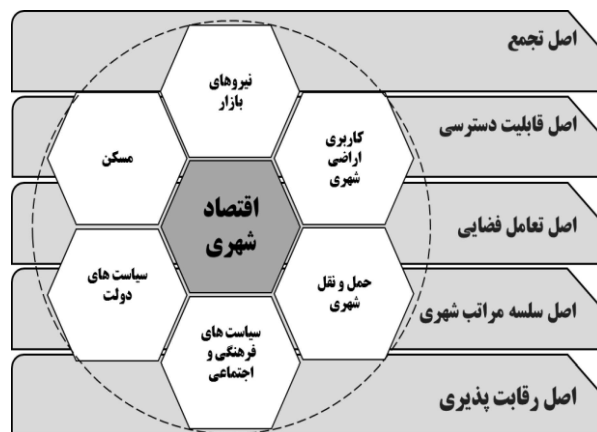 اصل تجمع
اصل قابلیت دسترسی
اصل تعامل فضایی
اصل سلسه مراتب شهری
اصل رقابت پذیری
نیروهای
بازار
کاربری
اراضی
شهری
مسکن
اقتصاد
شهری
حمل و نقل
شهری
سیاست های
دولت
سیاست های
فرهنگی و
اجتماعی